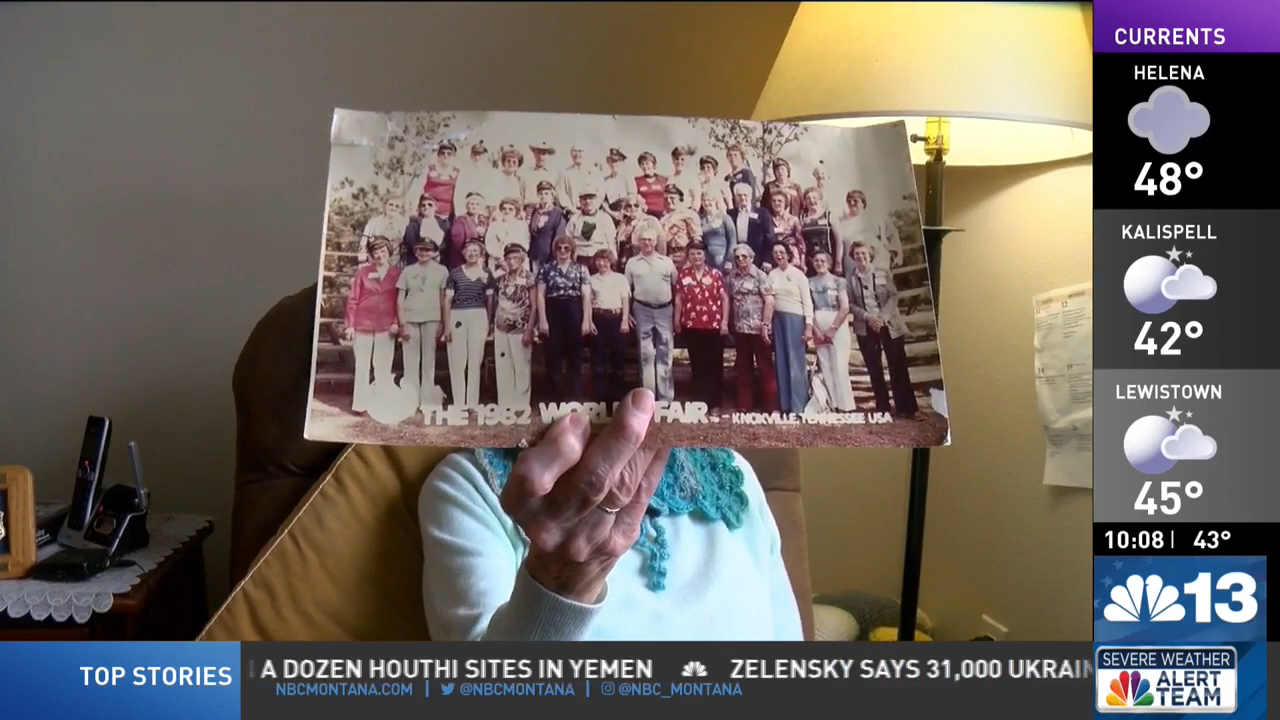 THE 1982 WORLD FAIR - KNOXVILLE, TENNESSEE USA
CURRENTS
HELENA
48°
KALISPELL
42°
LEWISTOWN
45°
10:08 | 43°
13
SEVERE WEATHER
ALERT
TEAM
TOP STORIES
A DOZEN HOUTHI SITES IN YEMEN ZELENSKY SAYS 31,000 UKRAIN
NBCMONTANA.COM | @NBCMONTANA | @NBC_MONTANA